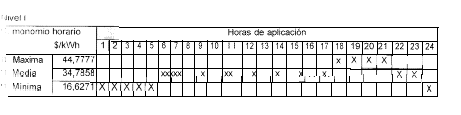 Nivel I
monomio horario Horas de aplicación
$/kWh 1 2 3 4 5 6 7 8 9 10 11 12 13 14 15 16 17 18 19 20 21 22 23 24
Maxima 44,7777 x X X X
Media 34,7858 xxxxx x xx x x x x x x
Minima 16,6271 X X X X X X